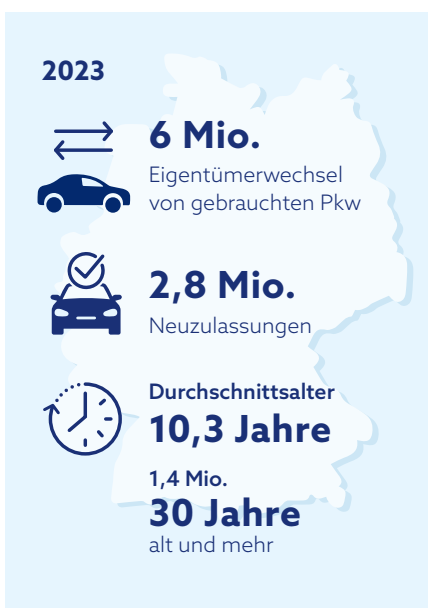 2023
6 Mio.
Eigentümerwechsel
von gebrauchten Pkw
2,8 Mio.
Neuzulassungen
Durchschnittsalter
10,3 Jahre
1,4 Mio.
30 Jahre
alt und mehr